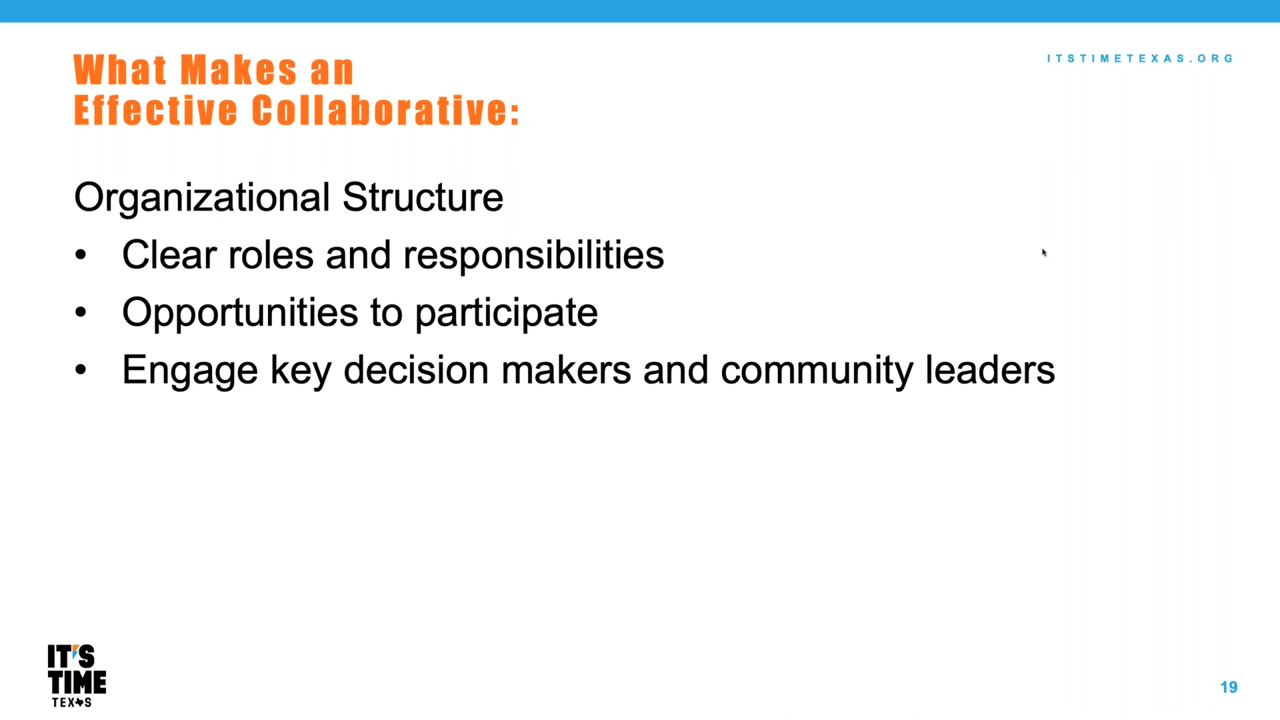 ITSTIMETEXAS.ORG
What Makes an
Effective Collaborative:
Organizational Structure
• Clear roles and responsibilities
• Opportunities to participate
• Engage key decision makers and community leaders
IT'S
TIME
TEXAS
19